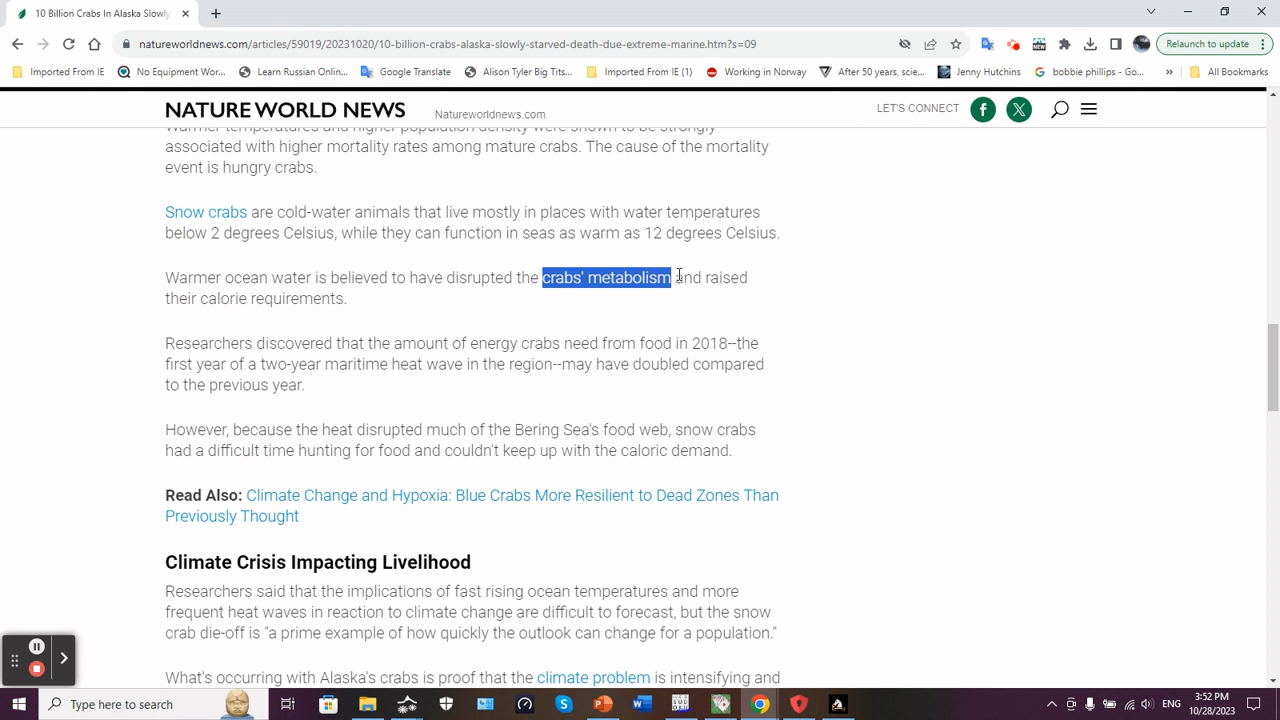 10 Billion Crabs In Alaska Slowly
natureworldnews.com/articles/59019/20231020/10-billion-crabs-alaska-slowly-starved-death-due-extreme-marine.htm?s=09
NEW
Relaunch to update
Imported From IE
No Equipment Wor...
Learn Russian Onlin...
Google Translate
Alison Tyler Big Tits...
Imported From IE (1)
Working in Norway
After 50 years, scie...
Jenny Hutchins
bobbie phillips - Go...
»
All Bookmarks
NATURE WORLD NEWS
Natureworldnews.com
LET'S CONNECT
Warmer temperatures and higher population density were shown to be strongly
associated with higher mortality rates among mature crabs. The cause of the mortality
event is hungry crabs.
Snow crabs are cold-water animals that live mostly in places with water temperatures
below 2 degrees Celsius, while they can function in seas as warm as 12 degrees Celsius.
Warmer ocean water is believed to have disrupted the crabs' metabolism and raised
their calorie requirements.
Researchers discovered that the amount of energy crabs need from food in 2018--the
first year of a two-year maritime heat wave in the region--may have doubled compared
to the previous year.
However, because the heat disrupted much of the Bering Sea's food web, snow crabs
had a difficult time hunting for food and couldn't keep up with the caloric demand.
Read Also: Climate Change and Hypoxia: Blue Crabs More Resilient to Dead Zones Than
Previously Thought
Climate Crisis Impacting Livelihood
Researchers said that the implications of fast rising ocean temperatures and more
frequent heat waves in reaction to climate change are difficult to forecast, but the snow
crab die-off is "a prime example of how quickly the outlook can change for a population."
What's occurring with Alaska's crabs is proof that the climate problem is intensifying and
Type here to search
ENG
3:52 PM
10/28/2023